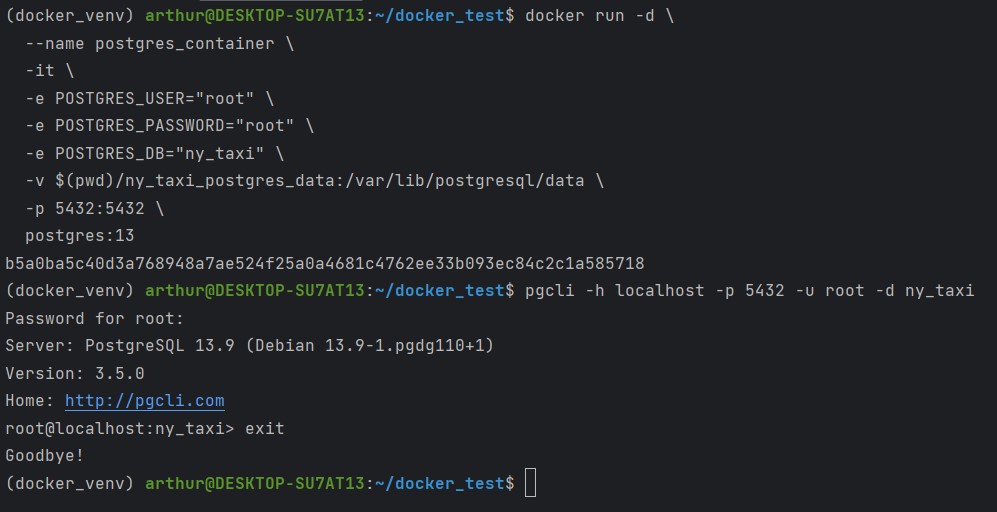 (docker_venv) arthur@DESKTOP-SU7AT13:~/docker_test$ docker run -d \
  --name postgres_container \
  -it \
  -e POSTGRES_USER="root" \
  -e POSTGRES_PASSWORD="root" \
  -e POSTGRES_DB="ny_taxi" \
  -v $(pwd)/ny_taxi_postgres_data:/var/lib/postgresql/data \
  -p 5432:5432 \
  postgres:13
b5a0ba5c40d3a768948a7ae524f25a0a4681c4762ee33b093ec84c2c1a585718
(docker_venv) arthur@DESKTOP-SU7AT13:~/docker_test$ pgcli -h localhost -p 5432 -u root -d ny_taxi
Password for root:
Server: PostgreSQL 13.9 (Debian 13.9-1.pgdg110+1)
Version: 3.5.0
Home: http://pgcli.com
root@localhost:ny_taxi> exit
Goodbye!
(docker_venv) arthur@DESKTOP-SU7AT13:~/docker_test$